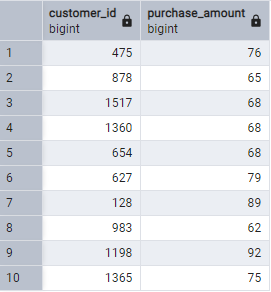 customer_id purchase_amount
bigint bigint
1 475 76
2 878 65
3 1517 68
4 1360 68
5 654 68
6 627 79
7 128 89
8 983 62
9 1198 92
10 1365 75